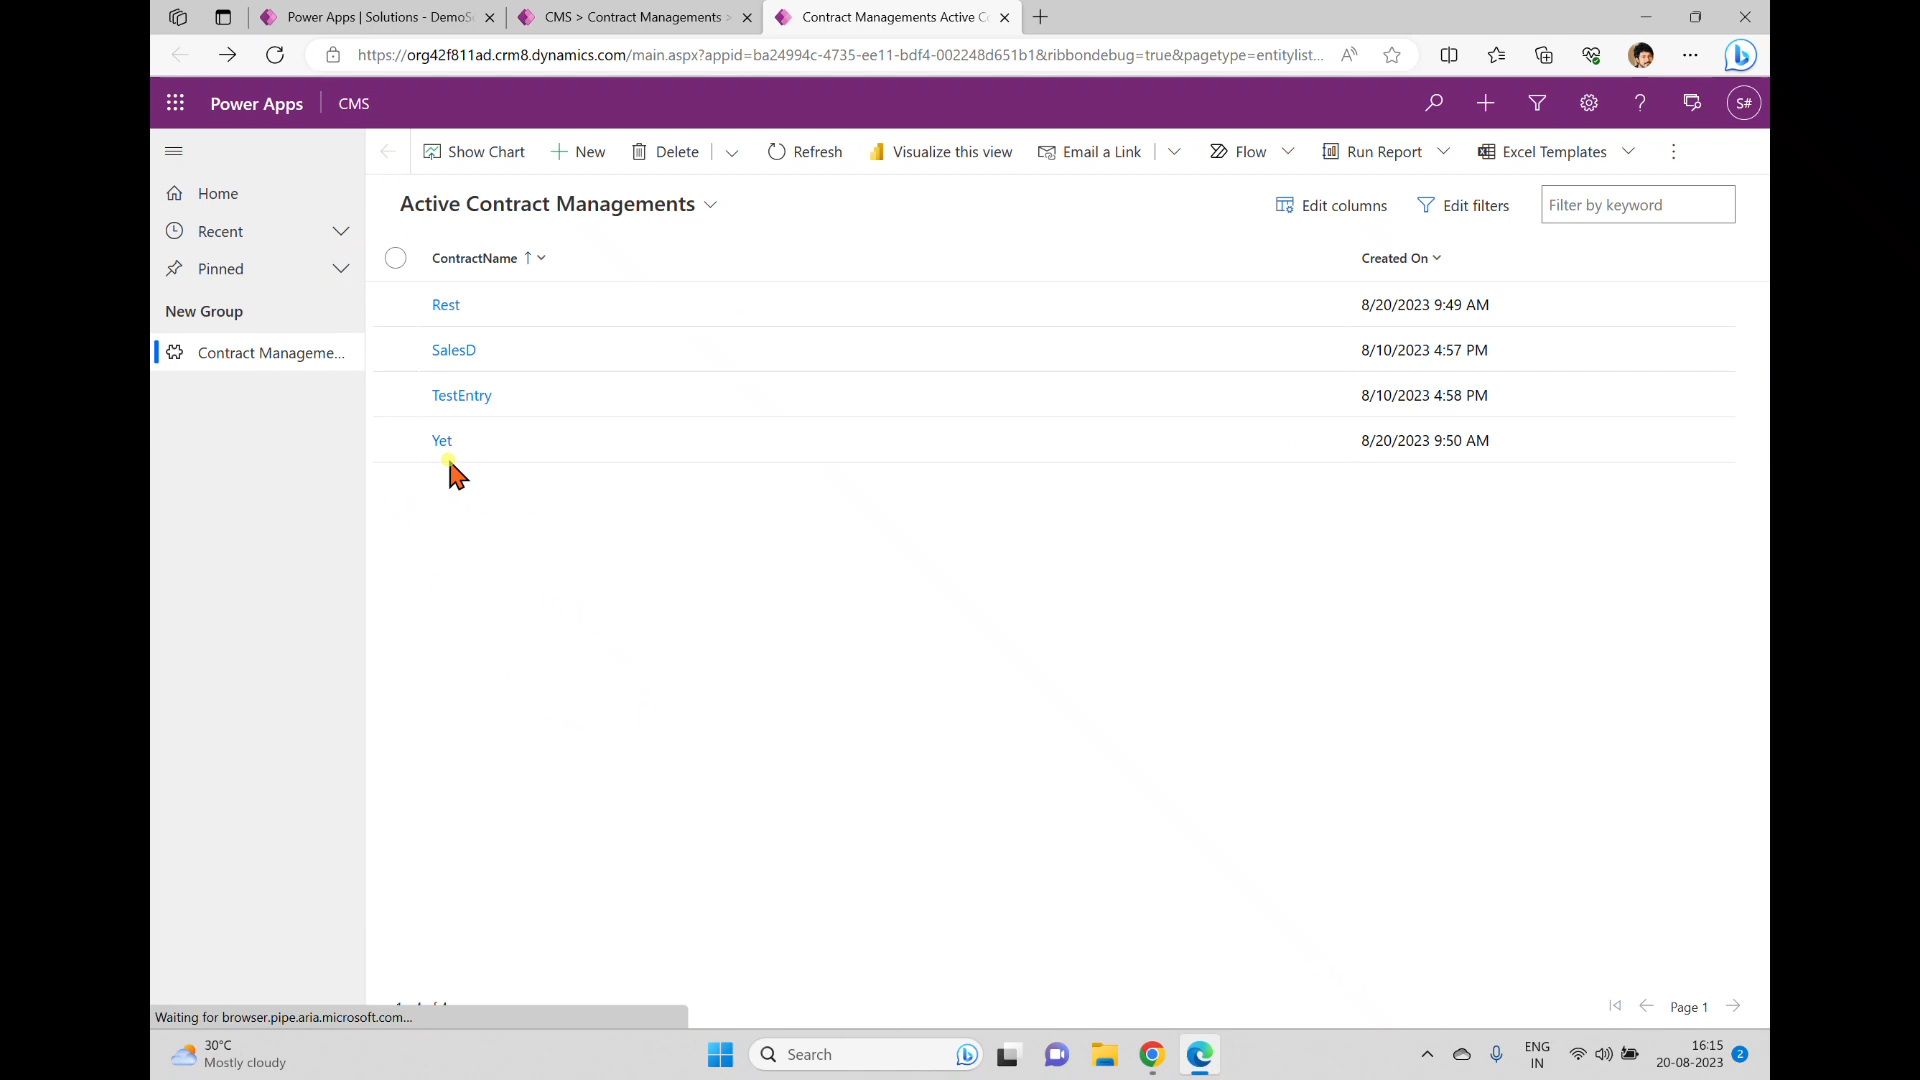 Power Apps | Solutions - DemoS
CMS > Contract Managements >
Contract Managements Active Co
https://org42f811ad.crm8.dynamics.com/main.aspx?appid=ba24994c-4735-ee11-bdf4-002248d651b1&ribbondebug=true&pagetype=entitylist...
Power Apps | CMS
S#
Show Chart
New
Delete
Refresh
Visualize this view
Email a Link
Flow
Run Report
Excel Templates
Home
Recent
Pinned
New Group
Contract Manageme...
Active Contract Managements
Edit columns
Edit filters
Filter by keyword
ContractName
Created On
Rest
8/20/2023 9:49 AM
SalesD
8/10/2023 4:57 PM
TestEntry
8/10/2023 4:58 PM
Yet
8/20/2023 9:50 AM
Page 1
Waiting for browser.pipe.aria.microsoft.com...
30°C
Mostly cloudy
Search
ENG
IN
16:15
20-08-2023
2